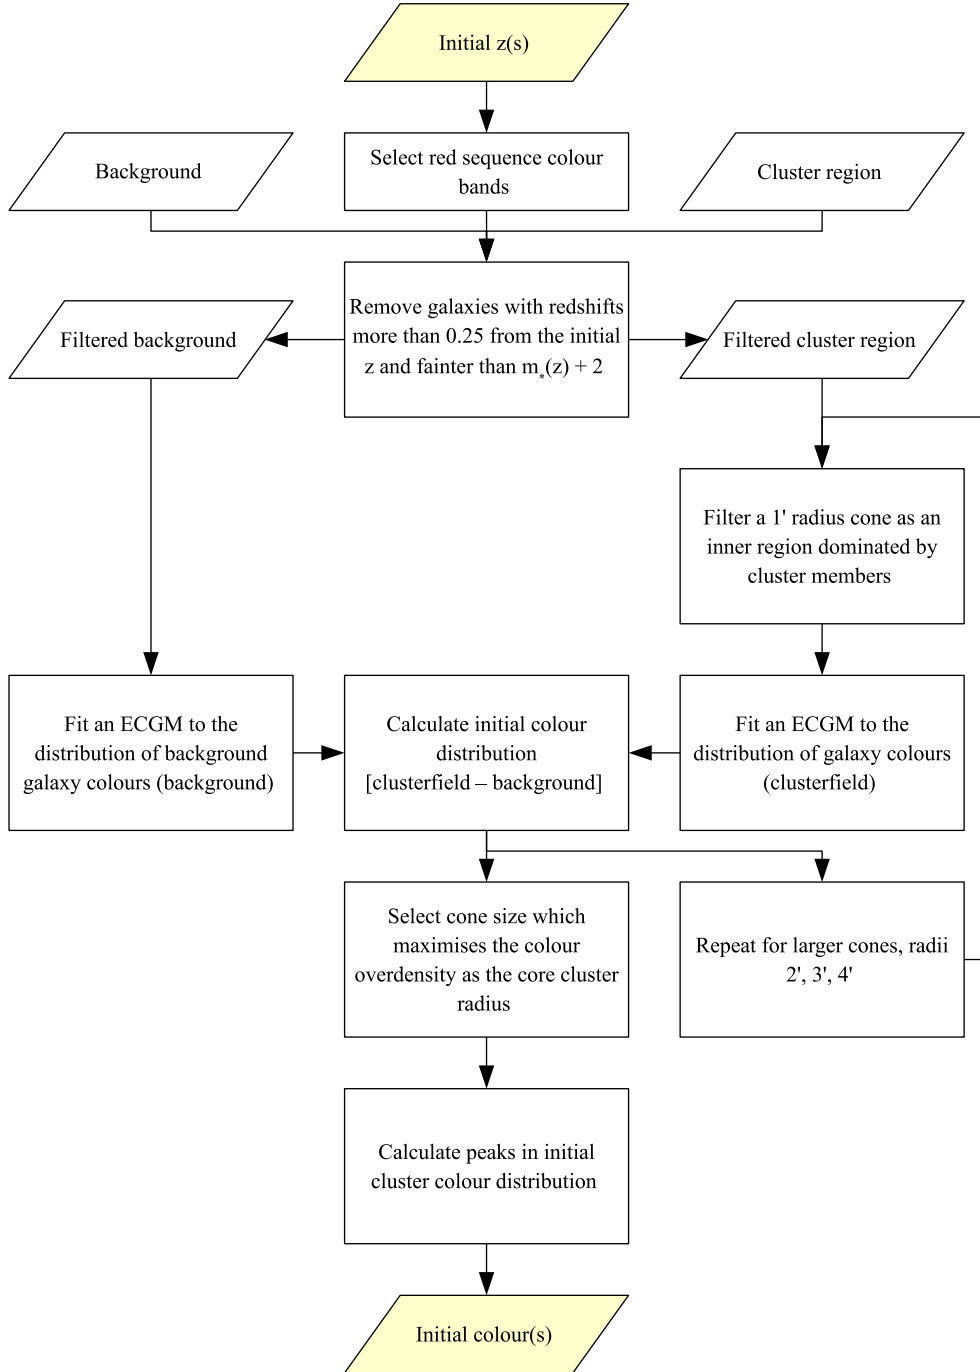 Initial z(s)
Background
Select red sequence colour
bands
Cluster region
Filtered background
Remove galaxies with redshifts
more than 0.25 from the initial
z and fainter than m*(z) + 2
Filtered cluster region
Filter a 1' radius cone as an
inner region dominated by
cluster members
Fit an ECGM to the
distribution of background
galaxy colours (background)
Calculate initial colour
distribution
[clusterfield – background]
Fit an ECGM to the
distribution of galaxy colours
(clusterfield)
Select cone size which
maximises the colour
overdensity as the core cluster
radius
Repeat for larger cones, radii
2', 3', 4'
Calculate peaks in initial
cluster colour distribution
Initial colour(s)